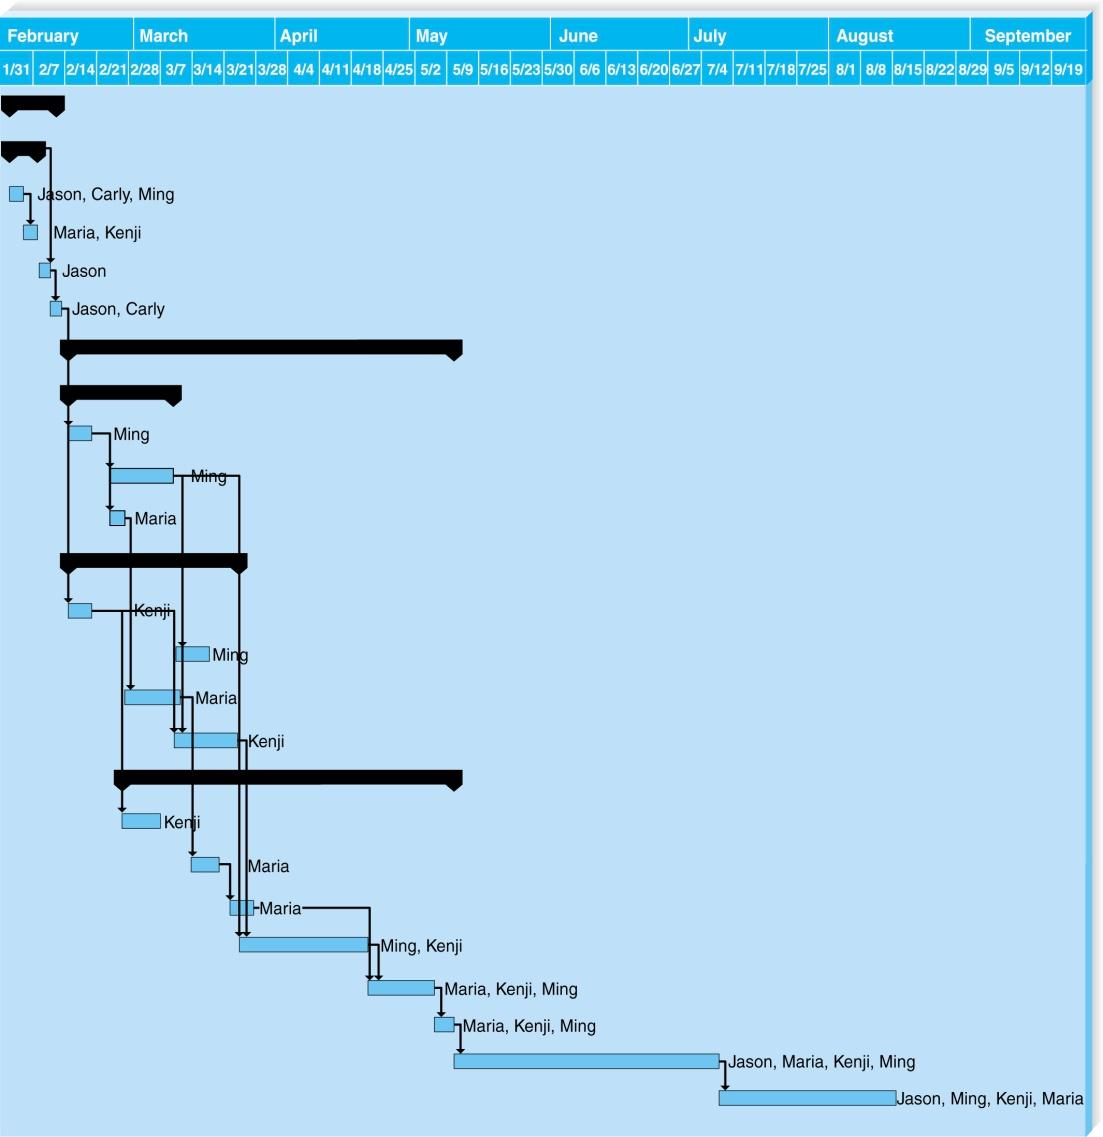 February March April May June July August September
1/31 2/7 2/14 2/21 2/28 3/7 3/14 3/21 3/28 4/4 4/11 4/18 4/25 5/2 5/9 5/16 5/23 5/30 6/6 6/13 6/20 6/27 7/4 7/11 7/18 7/25 8/1 8/8 8/15 8/22 8/29 9/5 9/12 9/19
Jason, Carly, Ming
Maria, Kenji
Jason
Jason, Carly
Ming
Ming
Maria
Kenji
Ming
Maria
Kenji
Kenji
Maria
Maria
Ming, Kenji
Maria, Kenji, Ming
Maria, Kenji, Ming
Jason, Maria, Kenji, Ming
Jason, Ming, Kenji, Maria